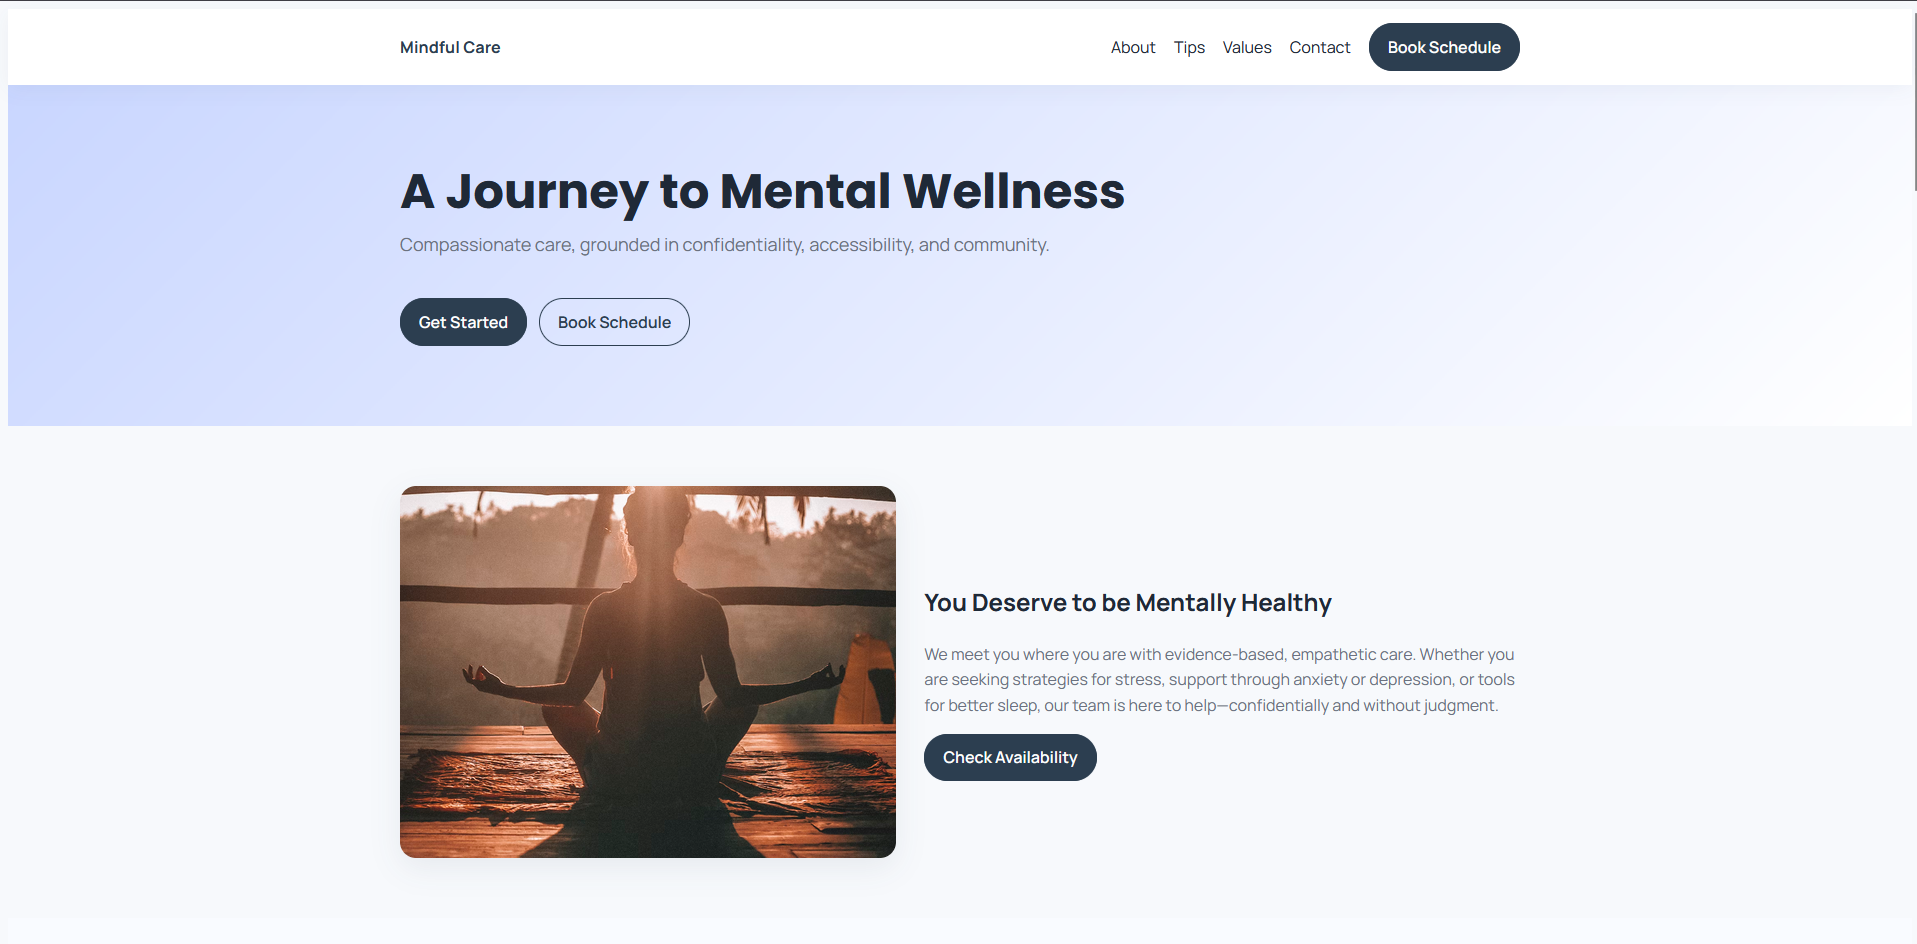 Mindful Care
About Tips Values Contact Book Schedule
A Journey to Mental Wellness
Compassionate care, grounded in confidentiality, accessibility, and community.
Get Started Book Schedule
You Deserve to be Mentally Healthy
We meet you where you are with evidence-based, empathetic care. Whether you
are seeking strategies for stress, support through anxiety or depression, or tools
for better sleep, our team is here to help—confidentially and without judgment.
Check Availability